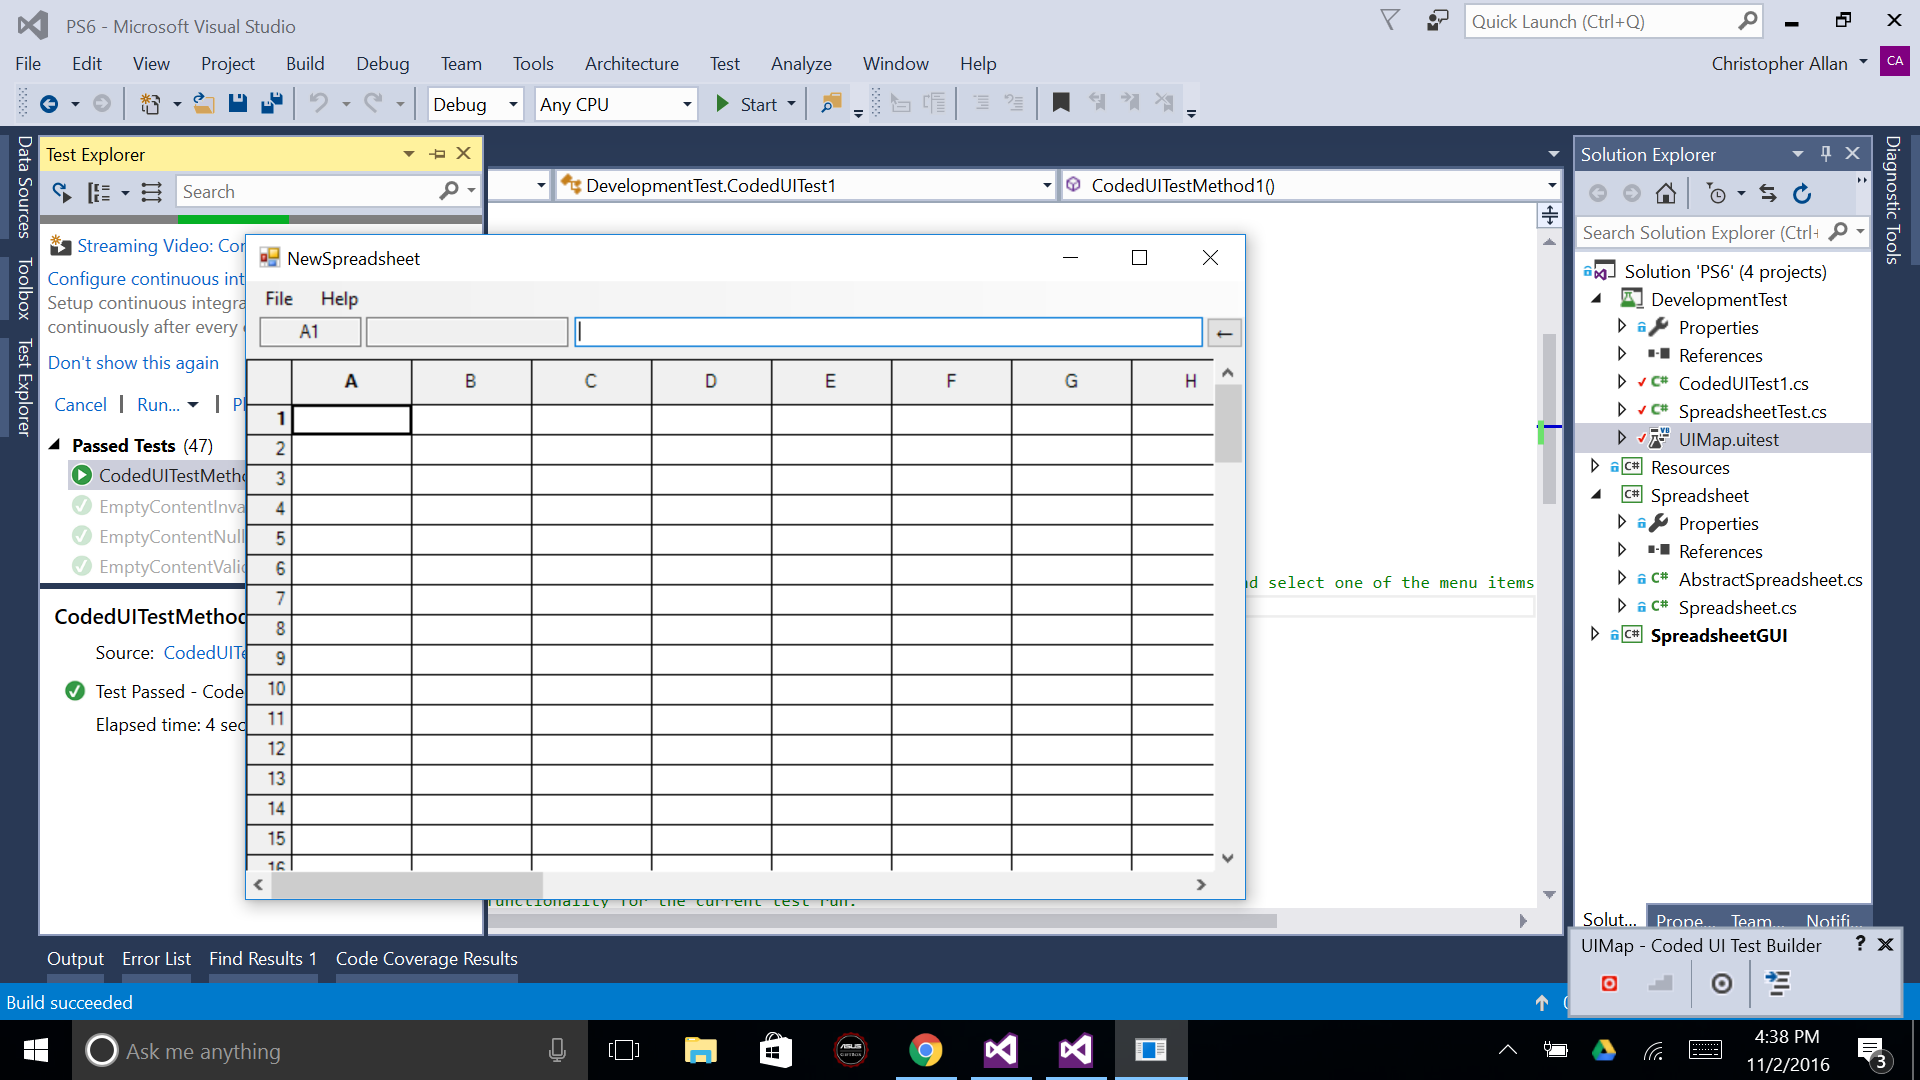 PS6 - Microsoft Visual Studio
Quick Launch (Ctrl+Q)
File Edit View Project Build Debug Team Tools Architecture Test Analyze Window Help
Christopher Allan CA
Debug Any CPU Start
Data Sources
Toolbox
Test Explorer
Test Explorer
Search
Streaming Video: Con
Configure continuous int
Setup continuous integra
continuously after every
Don't show this again
Cancel | Run... | Pl
Passed Tests (47)
CodedUITestMetho
EmptyContentInva
EmptyContentNull
EmptyContentValid
CodedUITestMethod
Source: CodedUITe
Test Passed - Code
Elapsed time: 4 sec
DevelopmentTest.CodedUITest1
CodedUITestMethod1()
NewSpreadsheet
File Help
A1
A B C D E F G H
1
2
3
4
5
6
7
8
9
10
11
12
13
14
15
16
nd select one of the menu items
functionality for the current test run.
Solution Explorer
Search Solution Explorer (Ctrl+
Solution 'PS6' (4 projects)
DevelopmentTest
Properties
References
C# CodedUITest1.cs
C# SpreadsheetTest.cs
UIMap.uitest
C# Resources
C# Spreadsheet
Properties
References
C# AbstractSpreadsheet.cs
C# Spreadsheet.cs
C# SpreadsheetGUI
Diagnostic Tools
Solut... Prope... Team... Notifi...
UIMap - Coded UI Test Builder ?
Output Error List Find Results 1 Code Coverage Results
Build succeeded
Ask me anything
ASUS
4:38 PM
11/2/2016
3